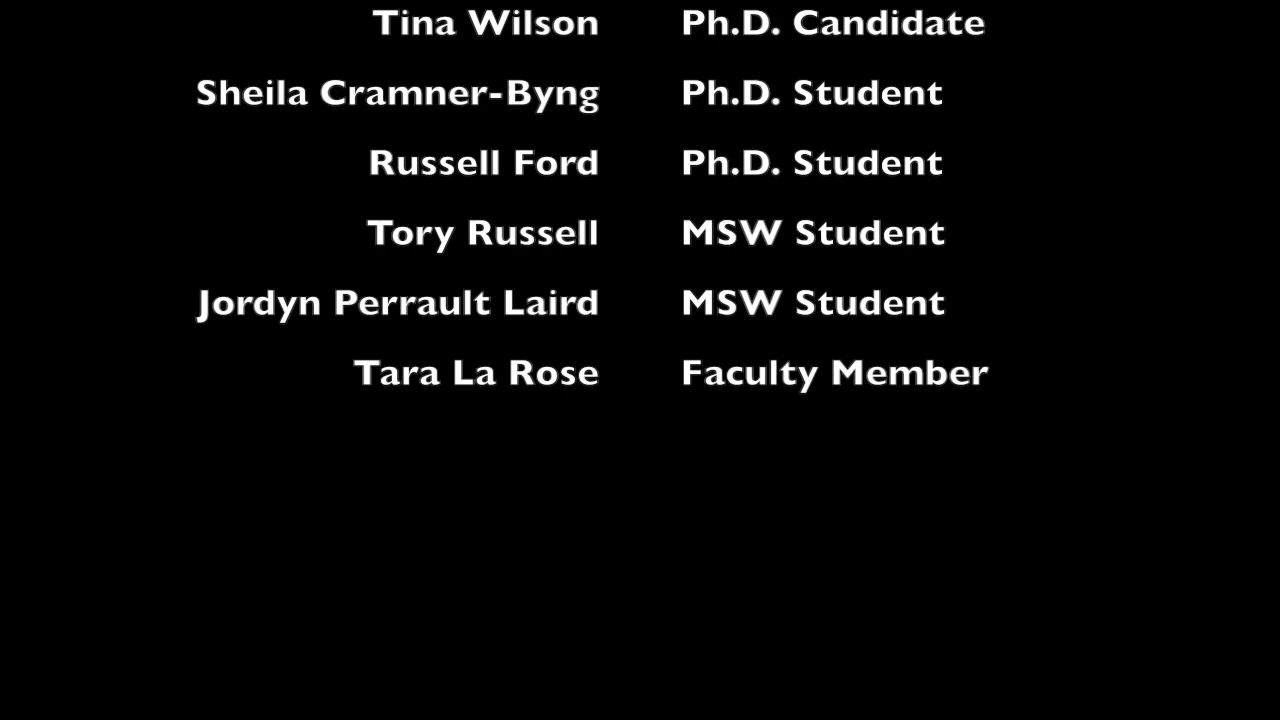 Tina Wilson Ph.D. Candidate
Sheila Cramner-Byng Ph.D. Student
Russell Ford Ph.D. Student
Tory Russell MSW Student
Jordyn Perrault Laird MSW Student
Tara La Rose Faculty Member